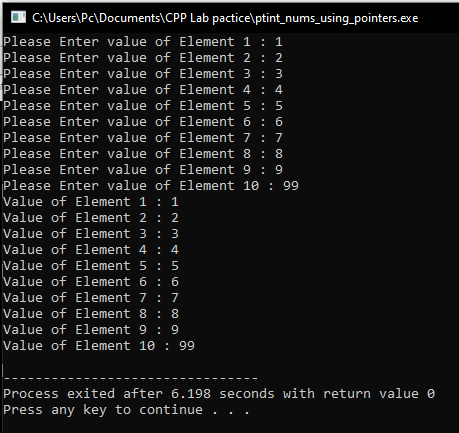 C:\Users\Pc\Documents\CPP Lab pactice\ptint_nums_using_pointers.exe
Please Enter value of Element 1 : 1
Please Enter value of Element 2 : 2
Please Enter value of Element 3 : 3
Please Enter value of Element 4 : 4
Please Enter value of Element 5 : 5
Please Enter value of Element 6 : 6
Please Enter value of Element 7 : 7
Please Enter value of Element 8 : 8
Please Enter value of Element 9 : 9
Please Enter value of Element 10 : 99
Value of Element 1 : 1
Value of Element 2 : 2
Value of Element 3 : 3
Value of Element 4 : 4
Value of Element 5 : 5
Value of Element 6 : 6
Value of Element 7 : 7
Value of Element 8 : 8
Value of Element 9 : 9
Value of Element 10 : 99
--------------------------------
Process exited after 6.198 seconds with return value 0
Press any key to continue . . .